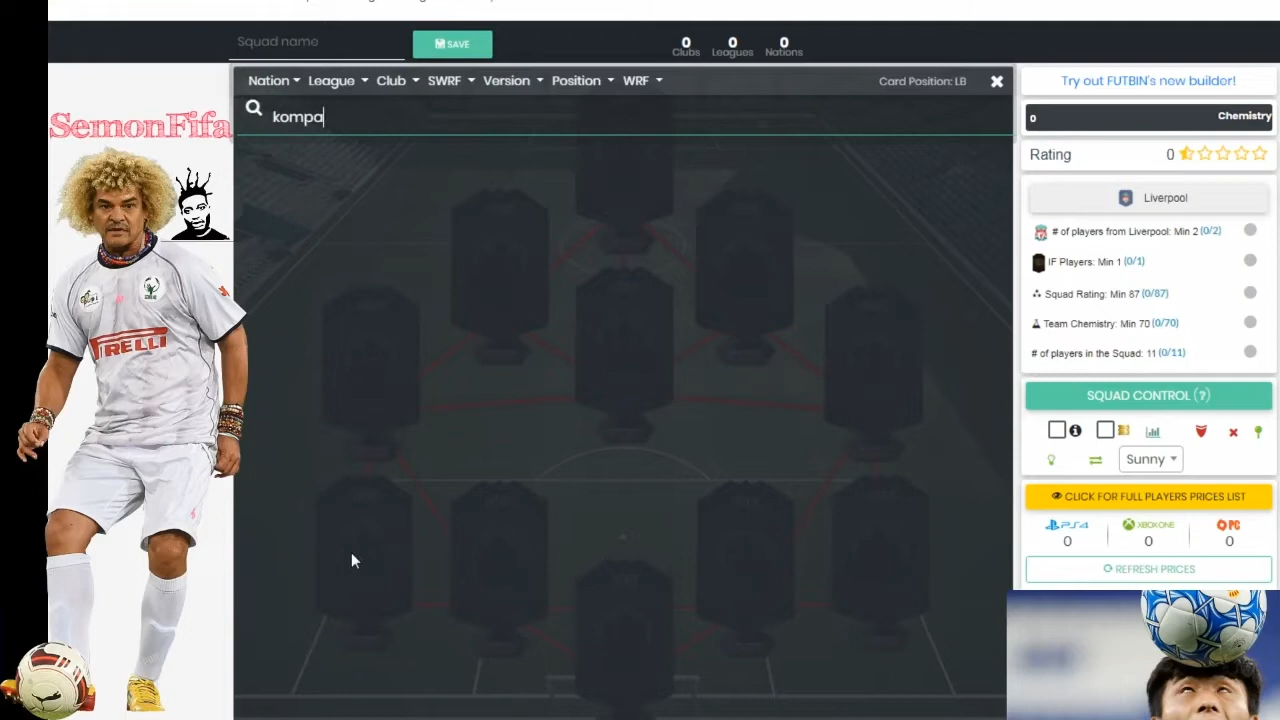 Squad name
SAVE
0 0 0
Clubs Leagues Nations
Nation League Club SWRF Version Position WRF Card Position: LB
kompa
SemonFifa
PIRELLI
Try out FUTBIN's new builder!
0 Chemistry
Rating 0
Liverpool
# of players from Liverpool: Min 2 (0/2)
IF Players: Min 1 (0/1)
Squad Rating: Min 87 (0/87)
Team Chemistry: Min 70 (0/70)
# of players in the Squad: 11 (0/11)
SQUAD CONTROL (?)
Sunny
CLICK FOR FULL PLAYERS PRICES LIST
PS4 XBOX ONE PC
0 0 0
REFRESH PRICES